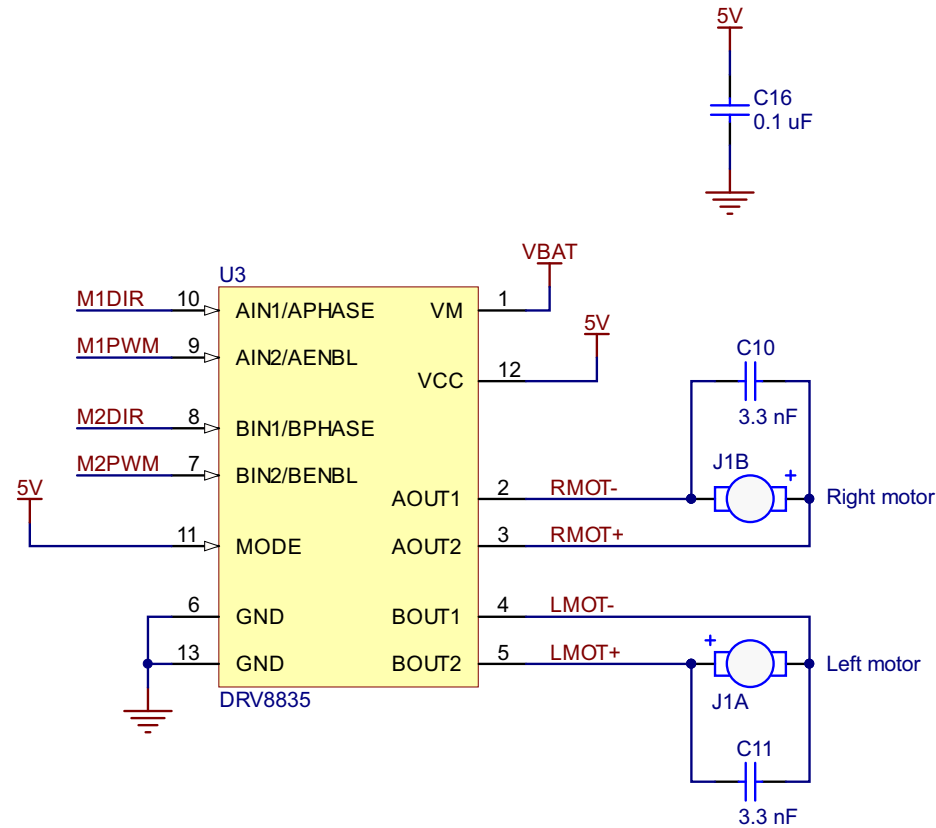 5V
C16
0.1 uF
U3
VBAT
M1DIR 10 AIN1/APHASE VM 1
5V
M1PWM 9 AIN2/AENBL
VCC 12
C10
3.3 nF
M2DIR 8 BIN1/BPHASE
M2PWM 7 BIN2/BENBL
J1B +
5V
AOUT1 2 RMOT- Right motor
11 MODE AOUT2 3 RMOT+
6 GND BOUT1 4 LMOT-
13 GND BOUT2 5 LMOT+ + Left motor
DRV8835
J1A
C11
3.3 nF